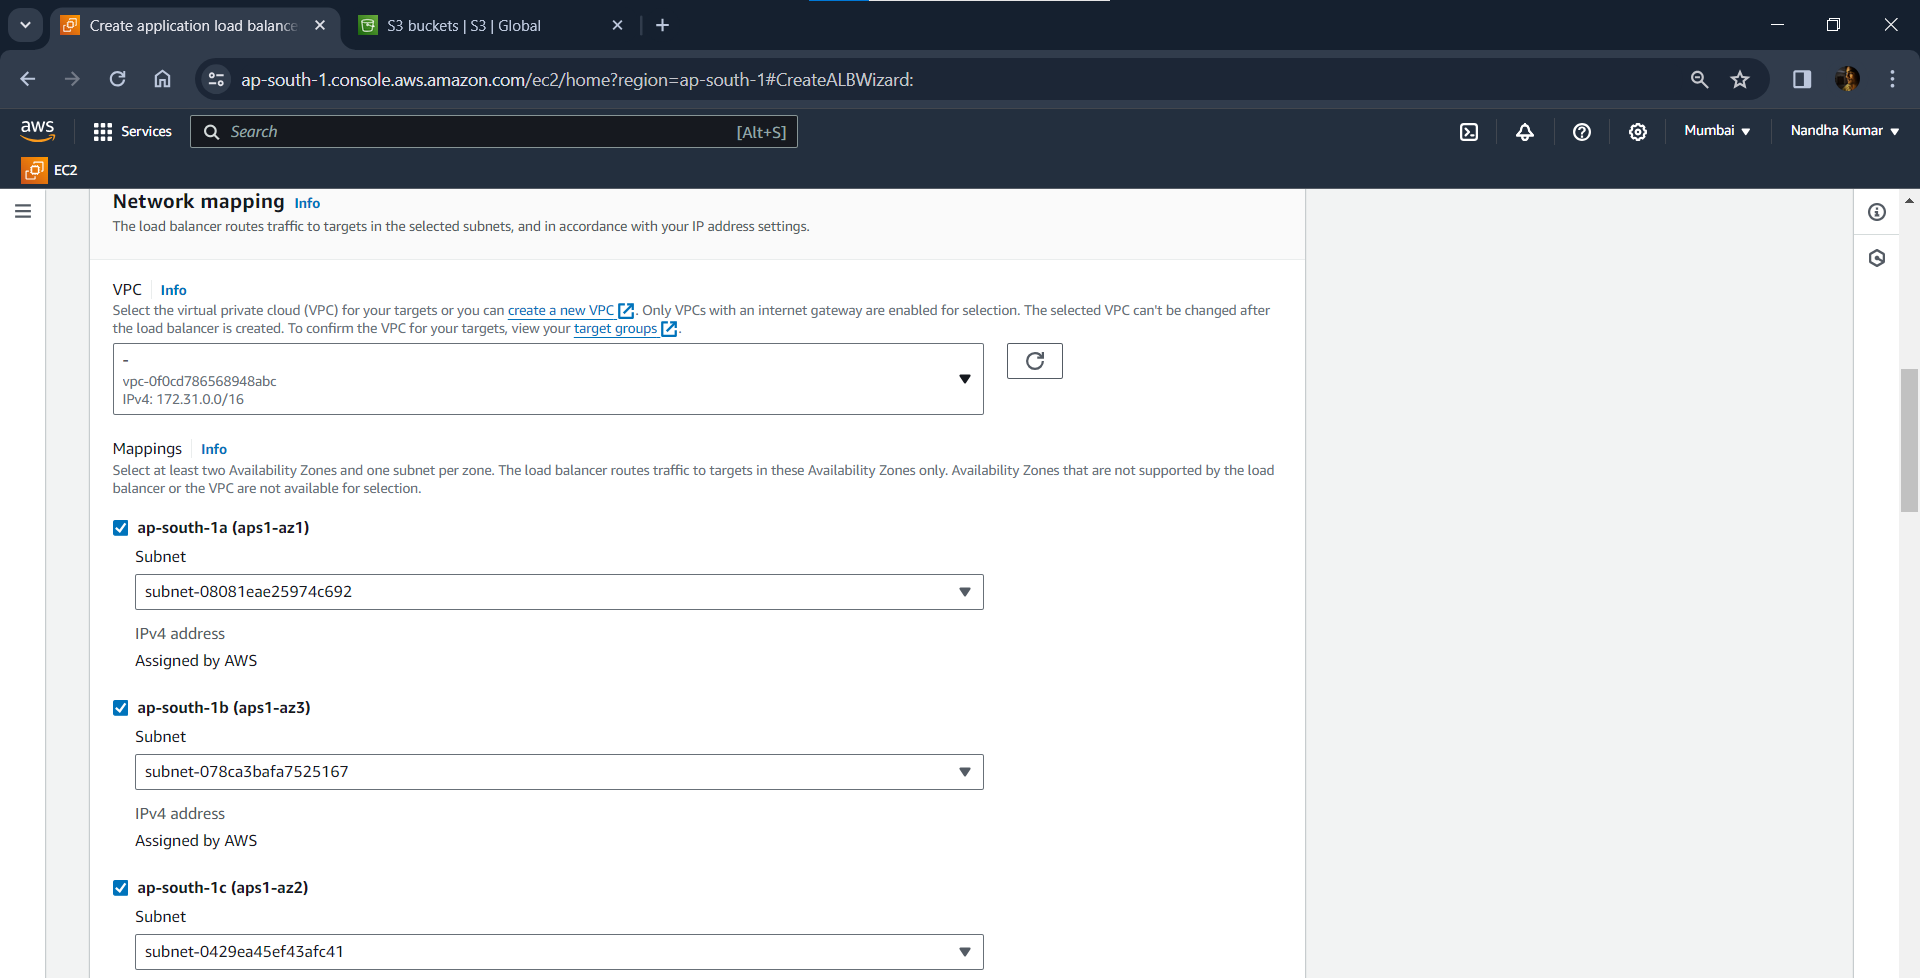 Create application load balance
S3 buckets | S3 | Global
ap-south-1.console.aws.amazon.com/ec2/home?region=ap-south-1#CreateALBWizard:
aws
Services
Search
[Alt+S]
Mumbai
Nandha Kumar
EC2
Network mapping Info
The load balancer routes traffic to targets in the selected subnets, and in accordance with your IP address settings.
VPC Info
Select the virtual private cloud (VPC) for your targets or you can create a new VPC. Only VPCs with an internet gateway are enabled for selection. The selected VPC can't be changed after
the load balancer is created. To confirm the VPC for your targets, view your target groups.
-
vpc-0f0cd786568948abc
IPv4: 172.31.0.0/16
Mappings Info
Select at least two Availability Zones and one subnet per zone. The load balancer routes traffic to targets in these Availability Zones only. Availability Zones that are not supported by the load
balancer or the VPC are not available for selection.
ap-south-1a (aps1-az1)
Subnet
subnet-08081eae25974c692
IPv4 address
Assigned by AWS
ap-south-1b (aps1-az3)
Subnet
subnet-078ca3bafa7525167
IPv4 address
Assigned by AWS
ap-south-1c (aps1-az2)
Subnet
subnet-0429ea45ef43afc41